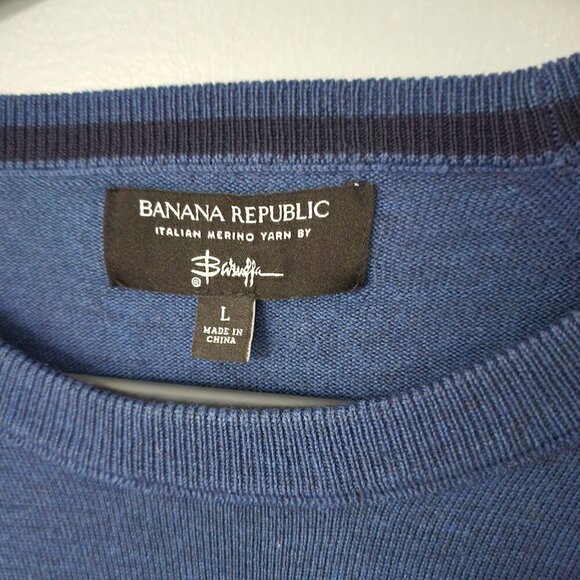 BANANA REPUBLIC
ITALIAN MERINO YARN BY
Baruffa
®
L
MADE IN
CHINA